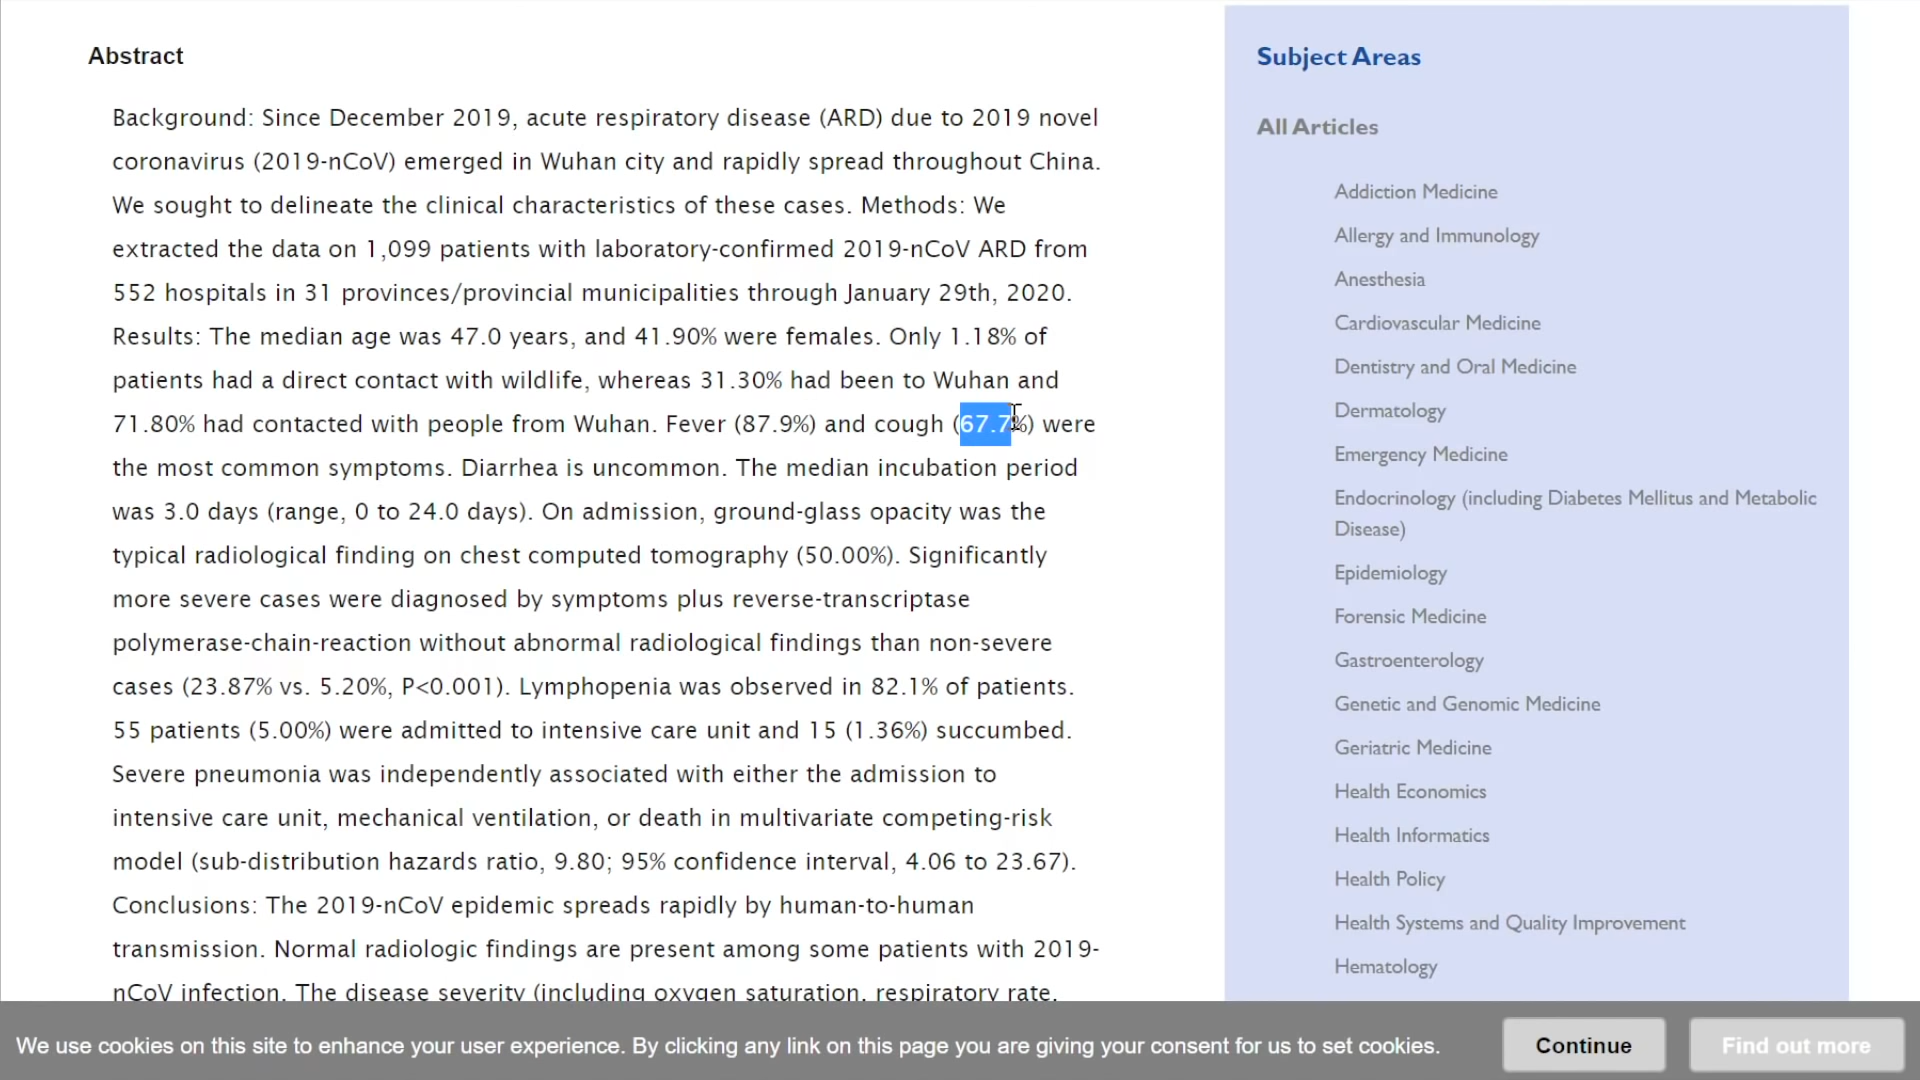 Abstract
Background: Since December 2019, acute respiratory disease (ARD) due to 2019 novel
coronavirus (2019-nCoV) emerged in Wuhan city and rapidly spread throughout China.
We sought to delineate the clinical characteristics of these cases. Methods: We
extracted the data on 1,099 patients with laboratory-confirmed 2019-nCoV ARD from
552 hospitals in 31 provinces/provincial municipalities through January 29th, 2020.
Results: The median age was 47.0 years, and 41.90% were females. Only 1.18% of
patients had a direct contact with wildlife, whereas 31.30% had been to Wuhan and
71.80% had contacted with people from Wuhan. Fever (87.9%) and cough (67.7%) were
the most common symptoms. Diarrhea is uncommon. The median incubation period
was 3.0 days (range, 0 to 24.0 days). On admission, ground-glass opacity was the
typical radiological finding on chest computed tomography (50.00%). Significantly
more severe cases were diagnosed by symptoms plus reverse-transcriptase
polymerase-chain-reaction without abnormal radiological findings than non-severe
cases (23.87% vs. 5.20%, P<0.001). Lymphopenia was observed in 82.1% of patients.
55 patients (5.00%) were admitted to intensive care unit and 15 (1.36%) succumbed.
Severe pneumonia was independently associated with either the admission to
intensive care unit, mechanical ventilation, or death in multivariate competing-risk
model (sub-distribution hazards ratio, 9.80; 95% confidence interval, 4.06 to 23.67).
Conclusions: The 2019-nCoV epidemic spreads rapidly by human-to-human
transmission. Normal radiologic findings are present among some patients with 2019-
nCoV infection. The disease severity (including oxygen saturation, respiratory rate,
Subject Areas
All Articles
Addiction Medicine
Allergy and Immunology
Anesthesia
Cardiovascular Medicine
Dentistry and Oral Medicine
Dermatology
Emergency Medicine
Endocrinology (including Diabetes Mellitus and Metabolic
Disease)
Epidemiology
Forensic Medicine
Gastroenterology
Genetic and Genomic Medicine
Geriatric Medicine
Health Economics
Health Informatics
Health Policy
Health Systems and Quality Improvement
Hematology
We use cookies on this site to enhance your user experience. By clicking any link on this page you are giving your consent for us to set cookies.
Continue
Find out more